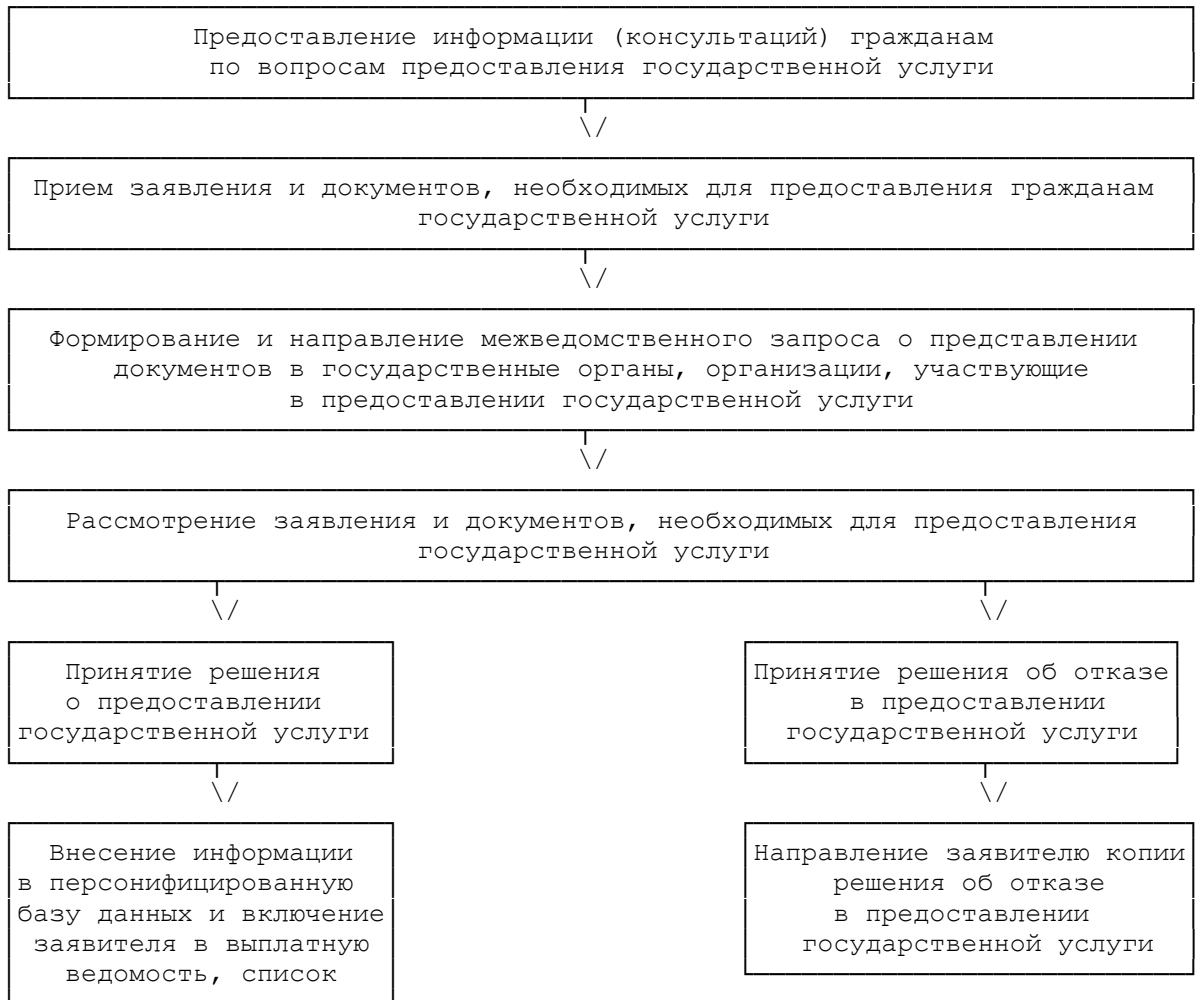 Предоставление информации (консультаций) гражданам
по вопросам предоставления государственной услуги
\/
Прием заявления и документов, необходимых для предоставления гражданам
государственной услуги
\/
Формирование и направление межведомственного запроса о представлении
документов в государственные органы, организации, участвующие
в предоставлении государственной услуги
\/
Рассмотрение заявления и документов, необходимых для предоставления
государственной услуги
\/
\/
Принятие решения
о предоставлении
государственной услуги
\/
Внесение информации
в персонифицированную
базу данных и включение
заявителя в выплатную
ведомость, список
Принятие решения об отказе
в предоставлении
государственной услуги
\/
Направление заявителю копии
решения об отказе
в предоставлении
государственной услуги